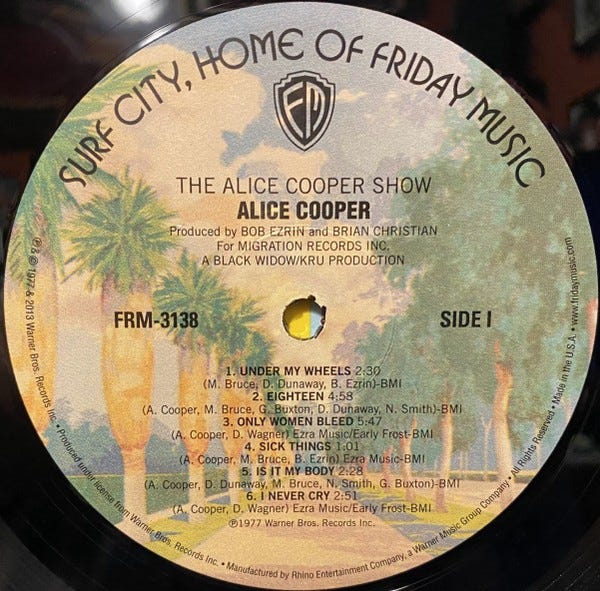 SURF CITY, HOME OF FRIDAY MUSIC
FM
THE ALICE COOPER SHOW
ALICE COOPER
Produced by BOB EZRIN and BRIAN CHRISTIAN
For MIGRATION RECORDS INC.
A BLACK WIDOW/KRU PRODUCTION
FRM-3138
SIDE I
1. UNDER MY WHEELS 2:30
(M. Bruce, D. Dunaway, B. Ezrin)-BMI
2. EIGHTEEN 4:58
(A. Cooper, M. Bruce, G. Buxton, D. Dunaway, N. Smith)-BMI
3. ONLY WOMEN BLEED 5:47
(A. Cooper, D. Wagner) Ezra Music/Early Frost-BMI
4. SICK THINGS 1:01
(A. Cooper, M. Bruce, B. Ezrin) Ezra Music-BMI
5. IS IT MY BODY 2:28
(A. Cooper, D. Dunaway, M. Bruce, N. Smith, G. Buxton)-BMI
6. I NEVER CRY 2:51
(A. Cooper, D. Wagner) Ezra Music/Early Frost-BMI
℗1977 Warner Bros. Records Inc.
℗ & © 1977 & 2013 Warner Bros. Records Inc. • Produced under license from Warner Bros. Records Inc. • Manufactured by Rhino Entertainment Company, a Warner Music Group Company • All Rights Reserved • Made in the U.S.A. • www.fridaymusic.com